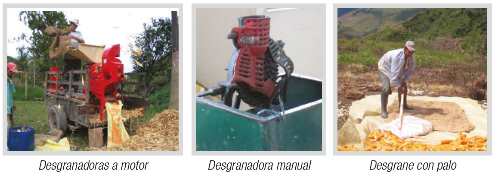 Desgranadoras a motor
Desgranadora manual
Desgrane con palo